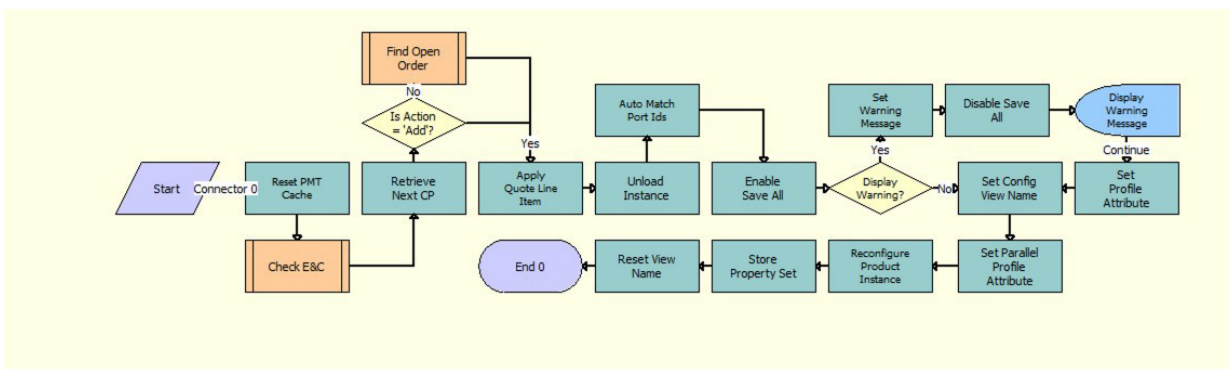 Start
Connector 0
Reset PMT
Cache
Check E&C
Retrieve
Next CP
Is Action
= 'Add'?
No
Find Open
Order
Yes
Apply
Quote Line
Item
Unload
Instance
Auto Match
Port Ids
Enable
Save All
Display
Warning?
Yes
Set
Warning
Message
Disable Save
All
Display
Warning
Message
Continue
Set
Profile
Attribute
No
Set Config
View Name
Set Parallel
Profile
Attribute
Reconfigure
Product
Instance
Store
Property Set
Reset View
Name
End 0